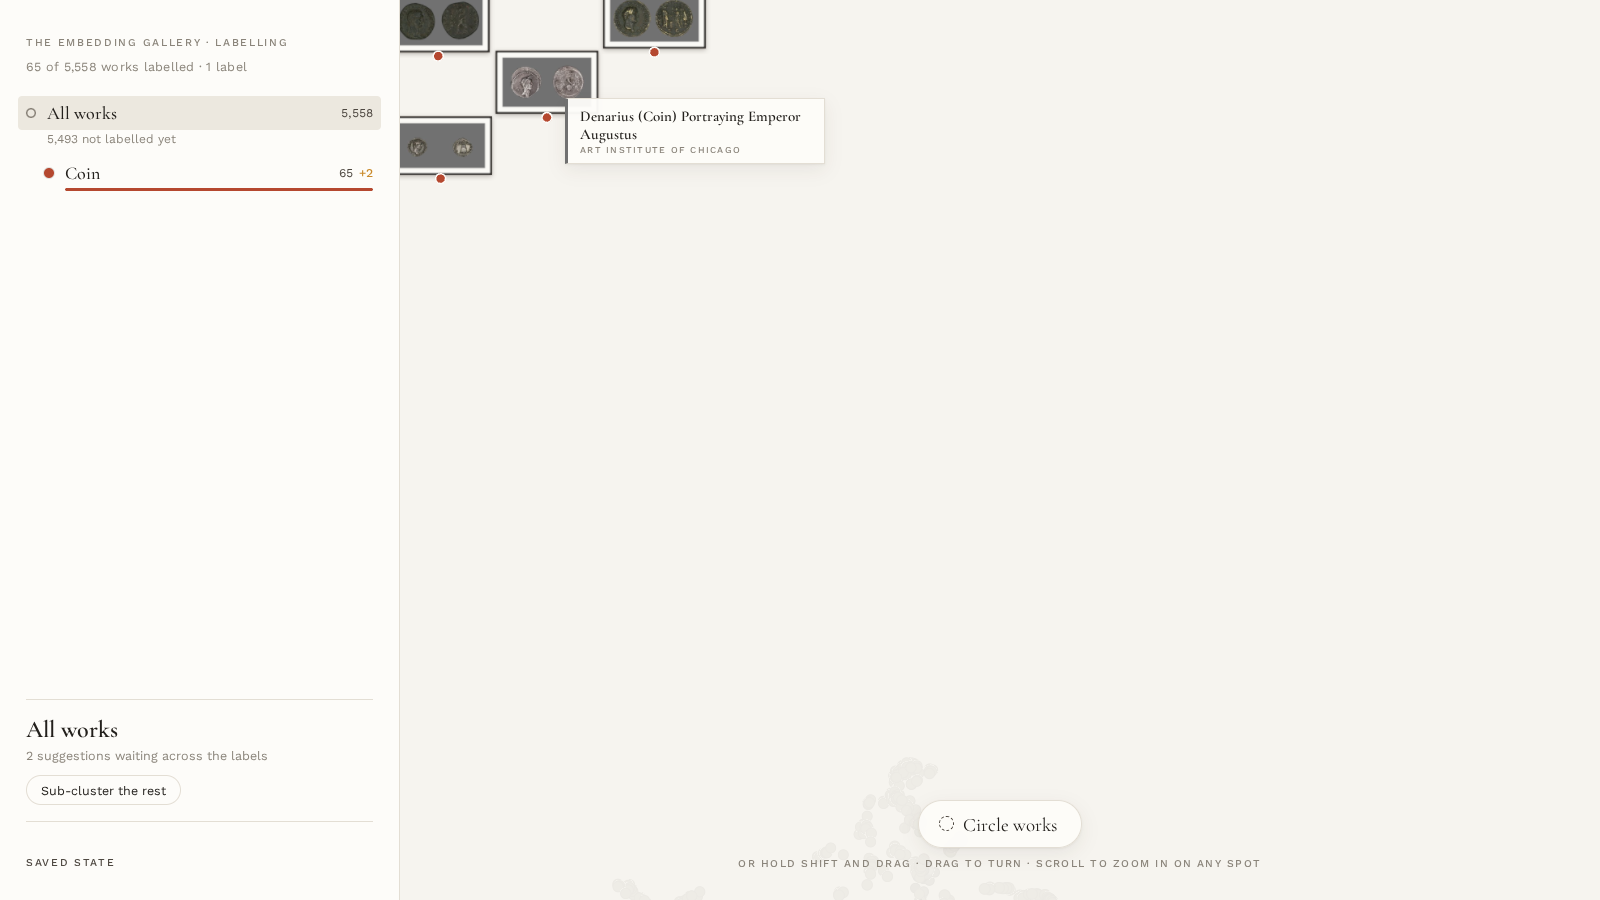 THE EMBEDDING GALLERY · LABELLING
65 of 5,558 works labelled · 1 label
All works 5,558
5,493 not labelled yet
Coin 65 +2
All works
2 suggestions waiting across the labels
Sub-cluster the rest
SAVED STATE
Denarius (Coin) Portraying Emperor
Augustus
ART INSTITUTE OF CHICAGO
Circle works
OR HOLD SHIFT AND DRAG · DRAG TO TURN · SCROLL TO ZOOM IN ON ANY SPOT